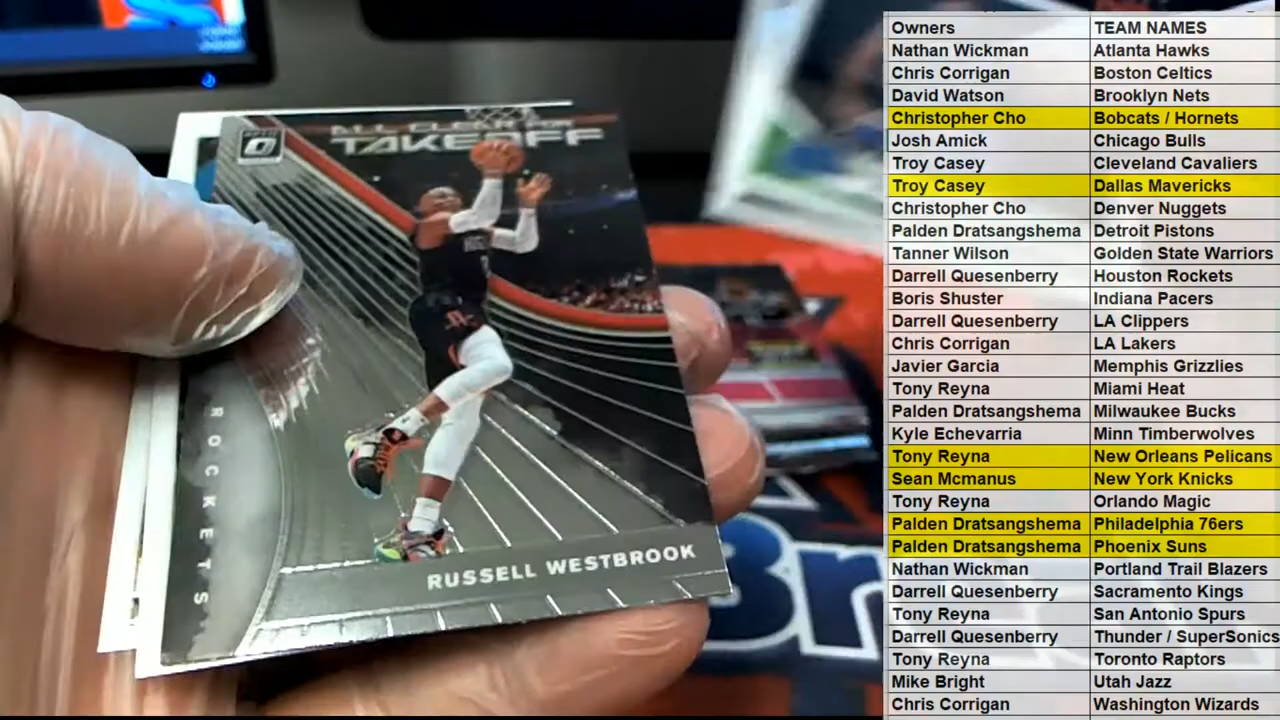 ALL CLEAR FOR
TAKEOFF
ROCKETS
RUSSELL WESTBROOK
Br
Owners TEAM NAMES
Nathan Wickman Atlanta Hawks
Chris Corrigan Boston Celtics
David Watson Brooklyn Nets
Christopher Cho Bobcats / Hornets
Josh Amick Chicago Bulls
Troy Casey Cleveland Cavaliers
Troy Casey Dallas Mavericks
Christopher Cho Denver Nuggets
Palden Dratsangshema Detroit Pistons
Tanner Wilson Golden State Warriors
Darrell Quesenberry Houston Rockets
Boris Shuster Indiana Pacers
Darrell Quesenberry LA Clippers
Chris Corrigan LA Lakers
Javier Garcia Memphis Grizzlies
Tony Reyna Miami Heat
Palden Dratsangshema Milwaukee Bucks
Kyle Echevarria Minn Timberwolves
Tony Reyna New Orleans Pelicans
Sean Mcmanus New York Knicks
Tony Reyna Orlando Magic
Palden Dratsangshema Philadelphia 76ers
Palden Dratsangshema Phoenix Suns
Nathan Wickman Portland Trail Blazers
Darrell Quesenberry Sacramento Kings
Tony Reyna San Antonio Spurs
Darrell Quesenberry Thunder / SuperSonics
Tony Reyna Toronto Raptors
Mike Bright Utah Jazz
Chris Corrigan Washington Wizards